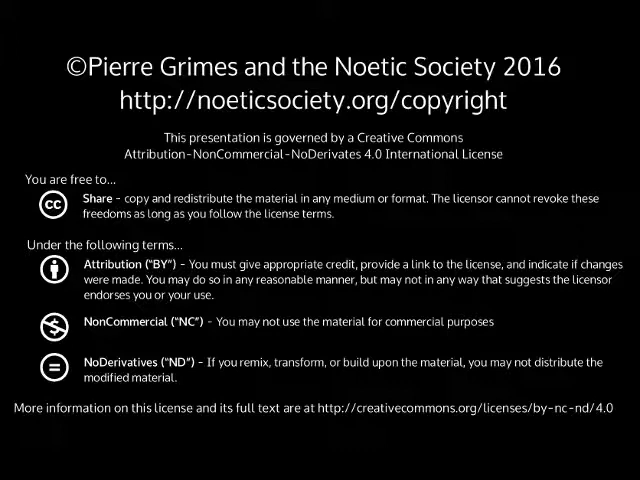 ©Pierre Grimes and the Noetic Society 2016
http://noeticsociety.org/copyright
This presentation is governed by a Creative Commons
Attribution-NonCommercial-NoDerivates 4.0 International License
You are free to...
cc
Share - copy and redistribute the material in any medium or format. The licensor cannot revoke these
freedoms as long as you follow the license terms.
Under the following terms...
Attribution ("BY") - You must give appropriate credit, provide a link to the license, and indicate if changes
were made. You may do so in any reasonable manner, but may not in any way that suggests the licensor
endorses you or your use.
NonCommercial ("NC") - You may not use the material for commercial purposes
NoDerivatives ("ND") - If you remix, transform, or build upon the material, you may not distribute the
modified material.
More information on this license and its full text are at http://creativecommons.org/licenses/by-nc-nd/4.0